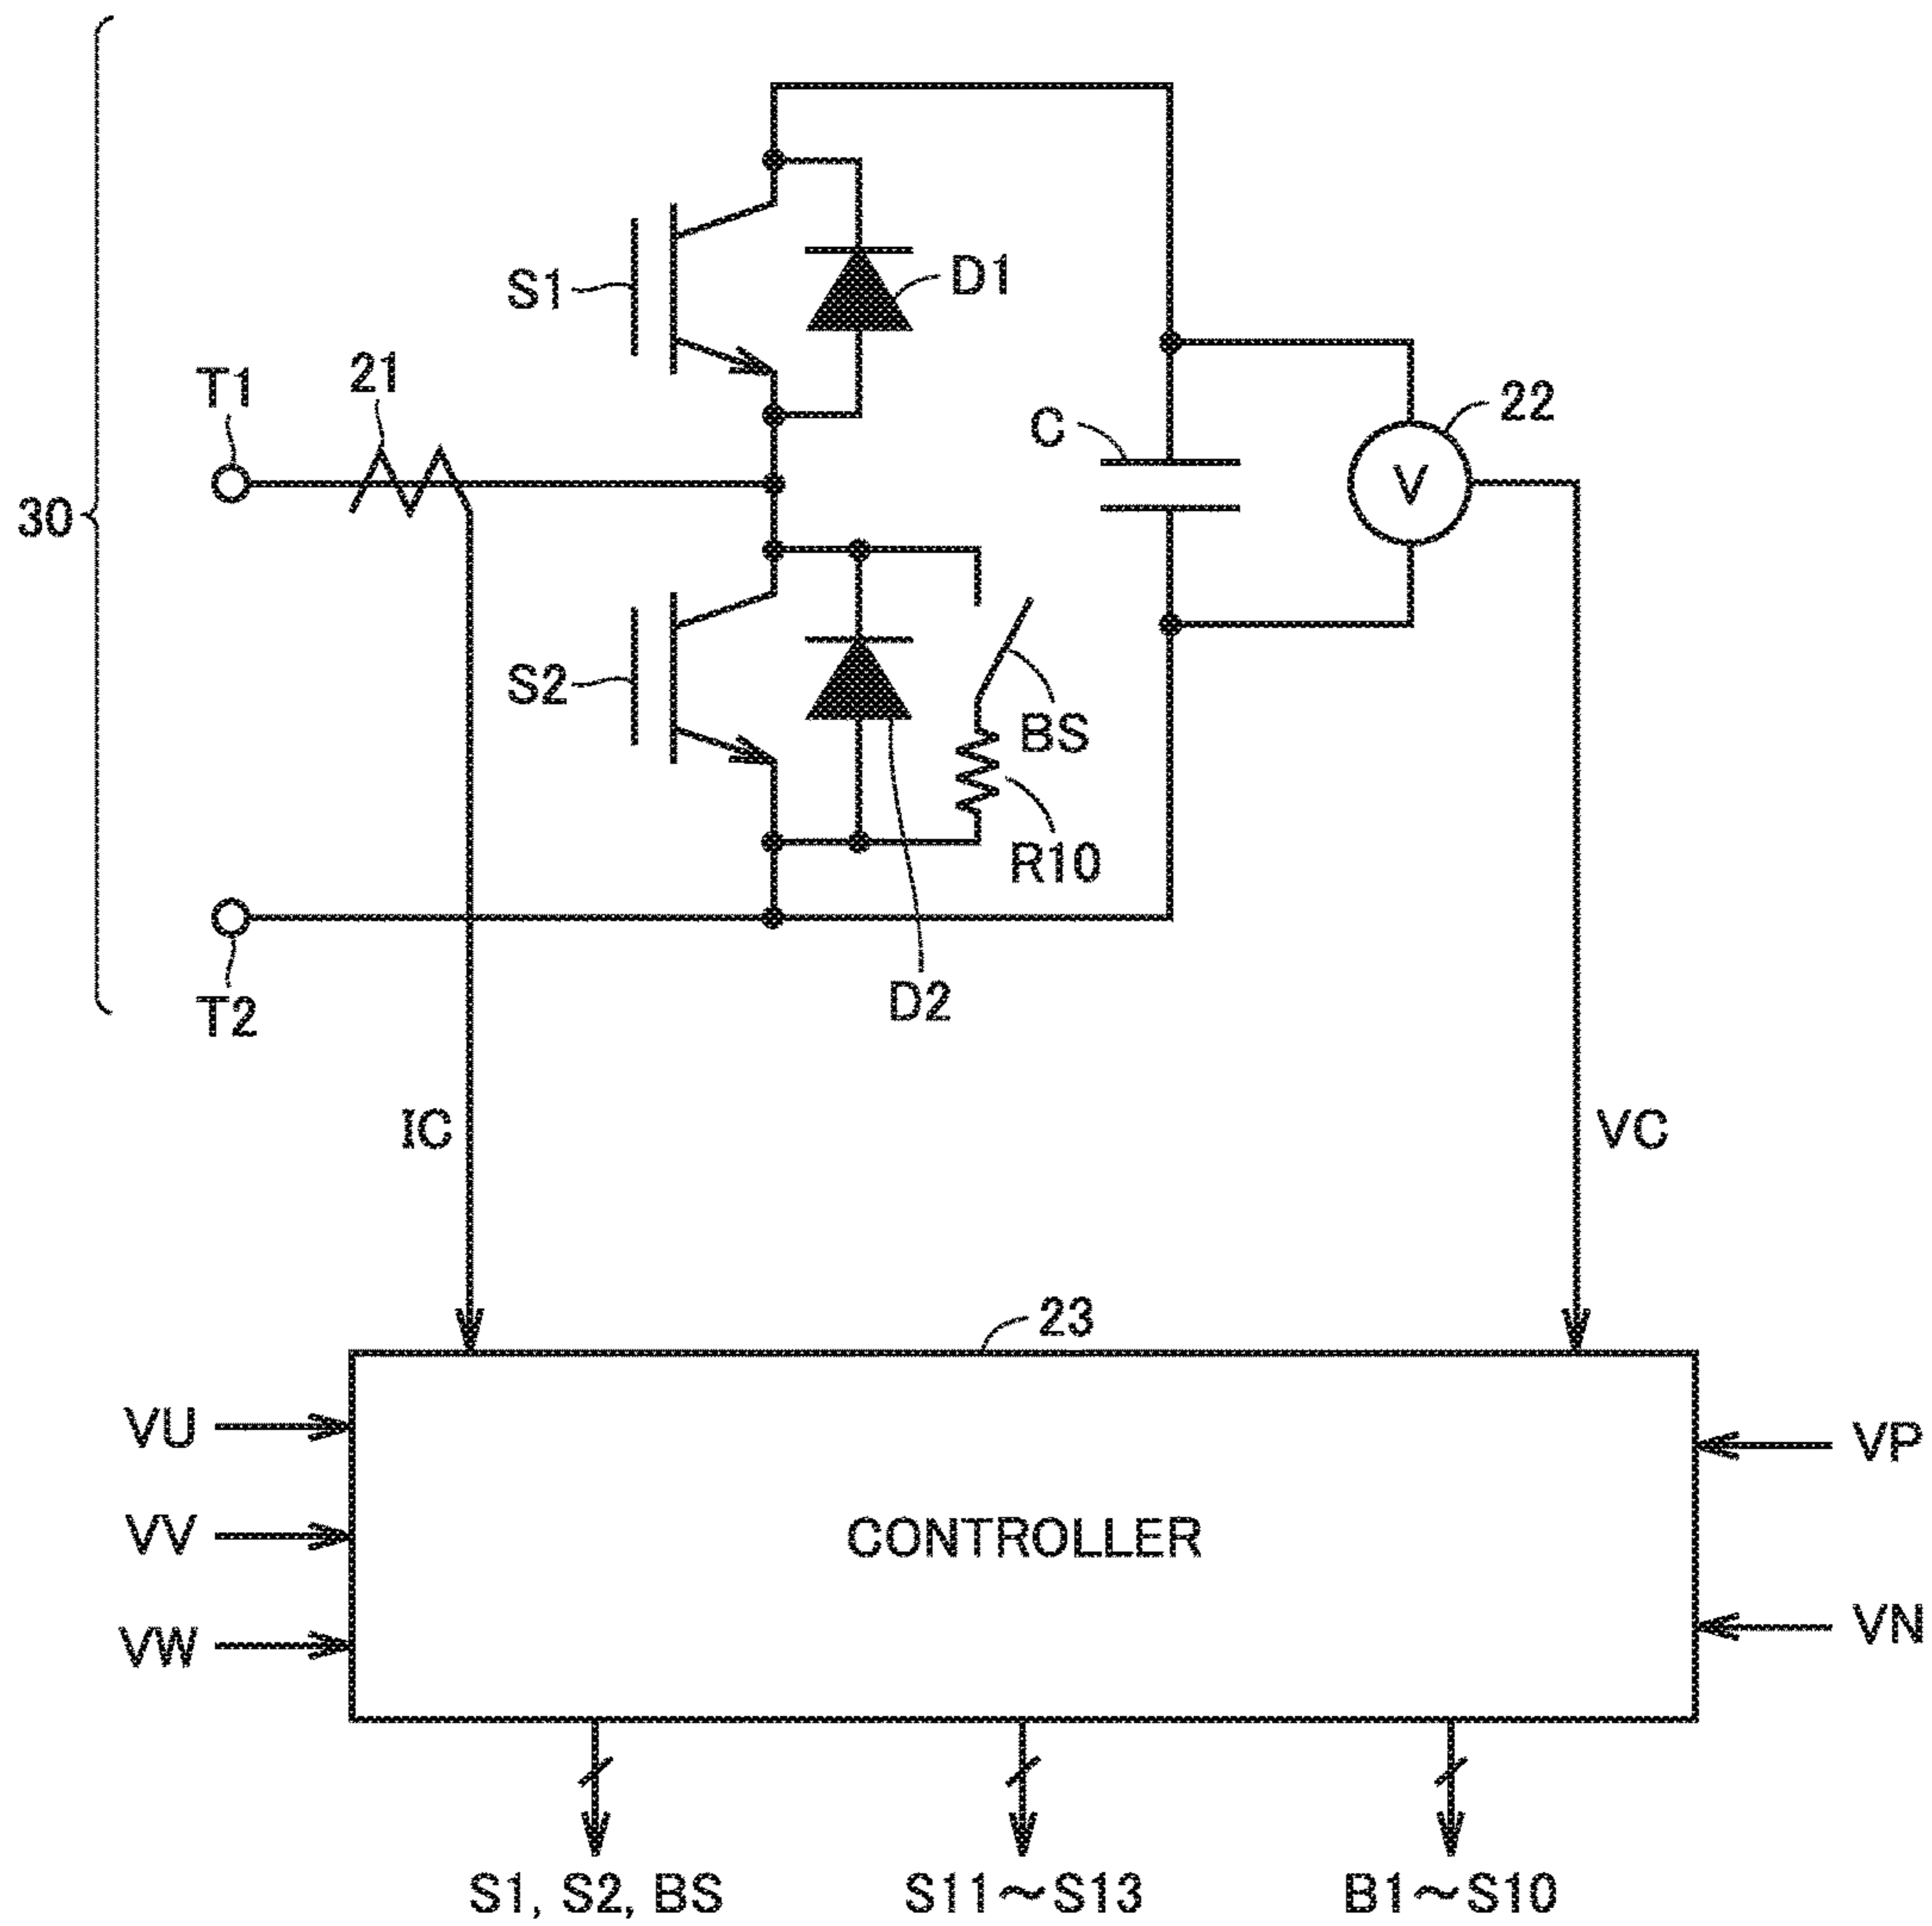 S1
D1
T1
21
C
22
V
30
S2
BS
R10
T2
D2
IC
VC
23
VU
VP
VV
CONTROLLER
VW
VN
S1, S2, BS
S11~S13
B1~S10